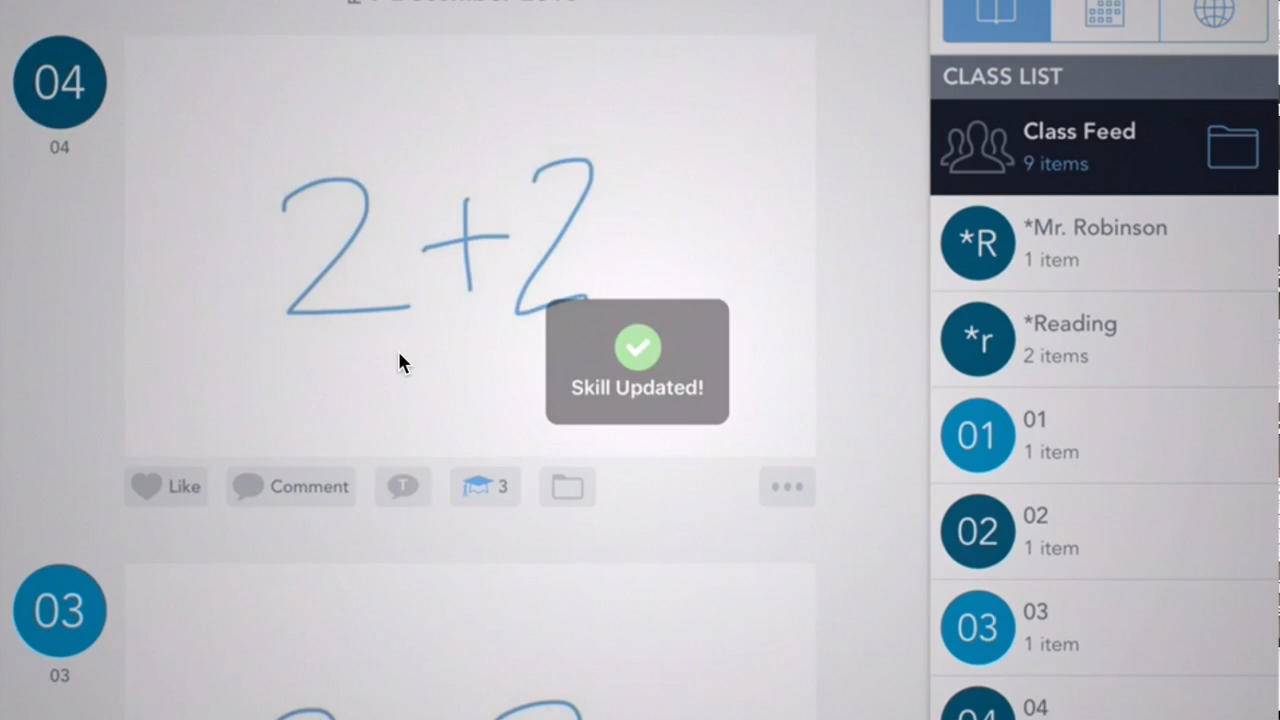 04
04
2+2
Skill Updated!
Like
Comment
T
3
03
03
CLASS LIST
Class Feed
9 items
*R
*Mr. Robinson
1 item
*r
*Reading
2 items
01
01
1 item
02
02
1 item
03
03
1 item
04
04